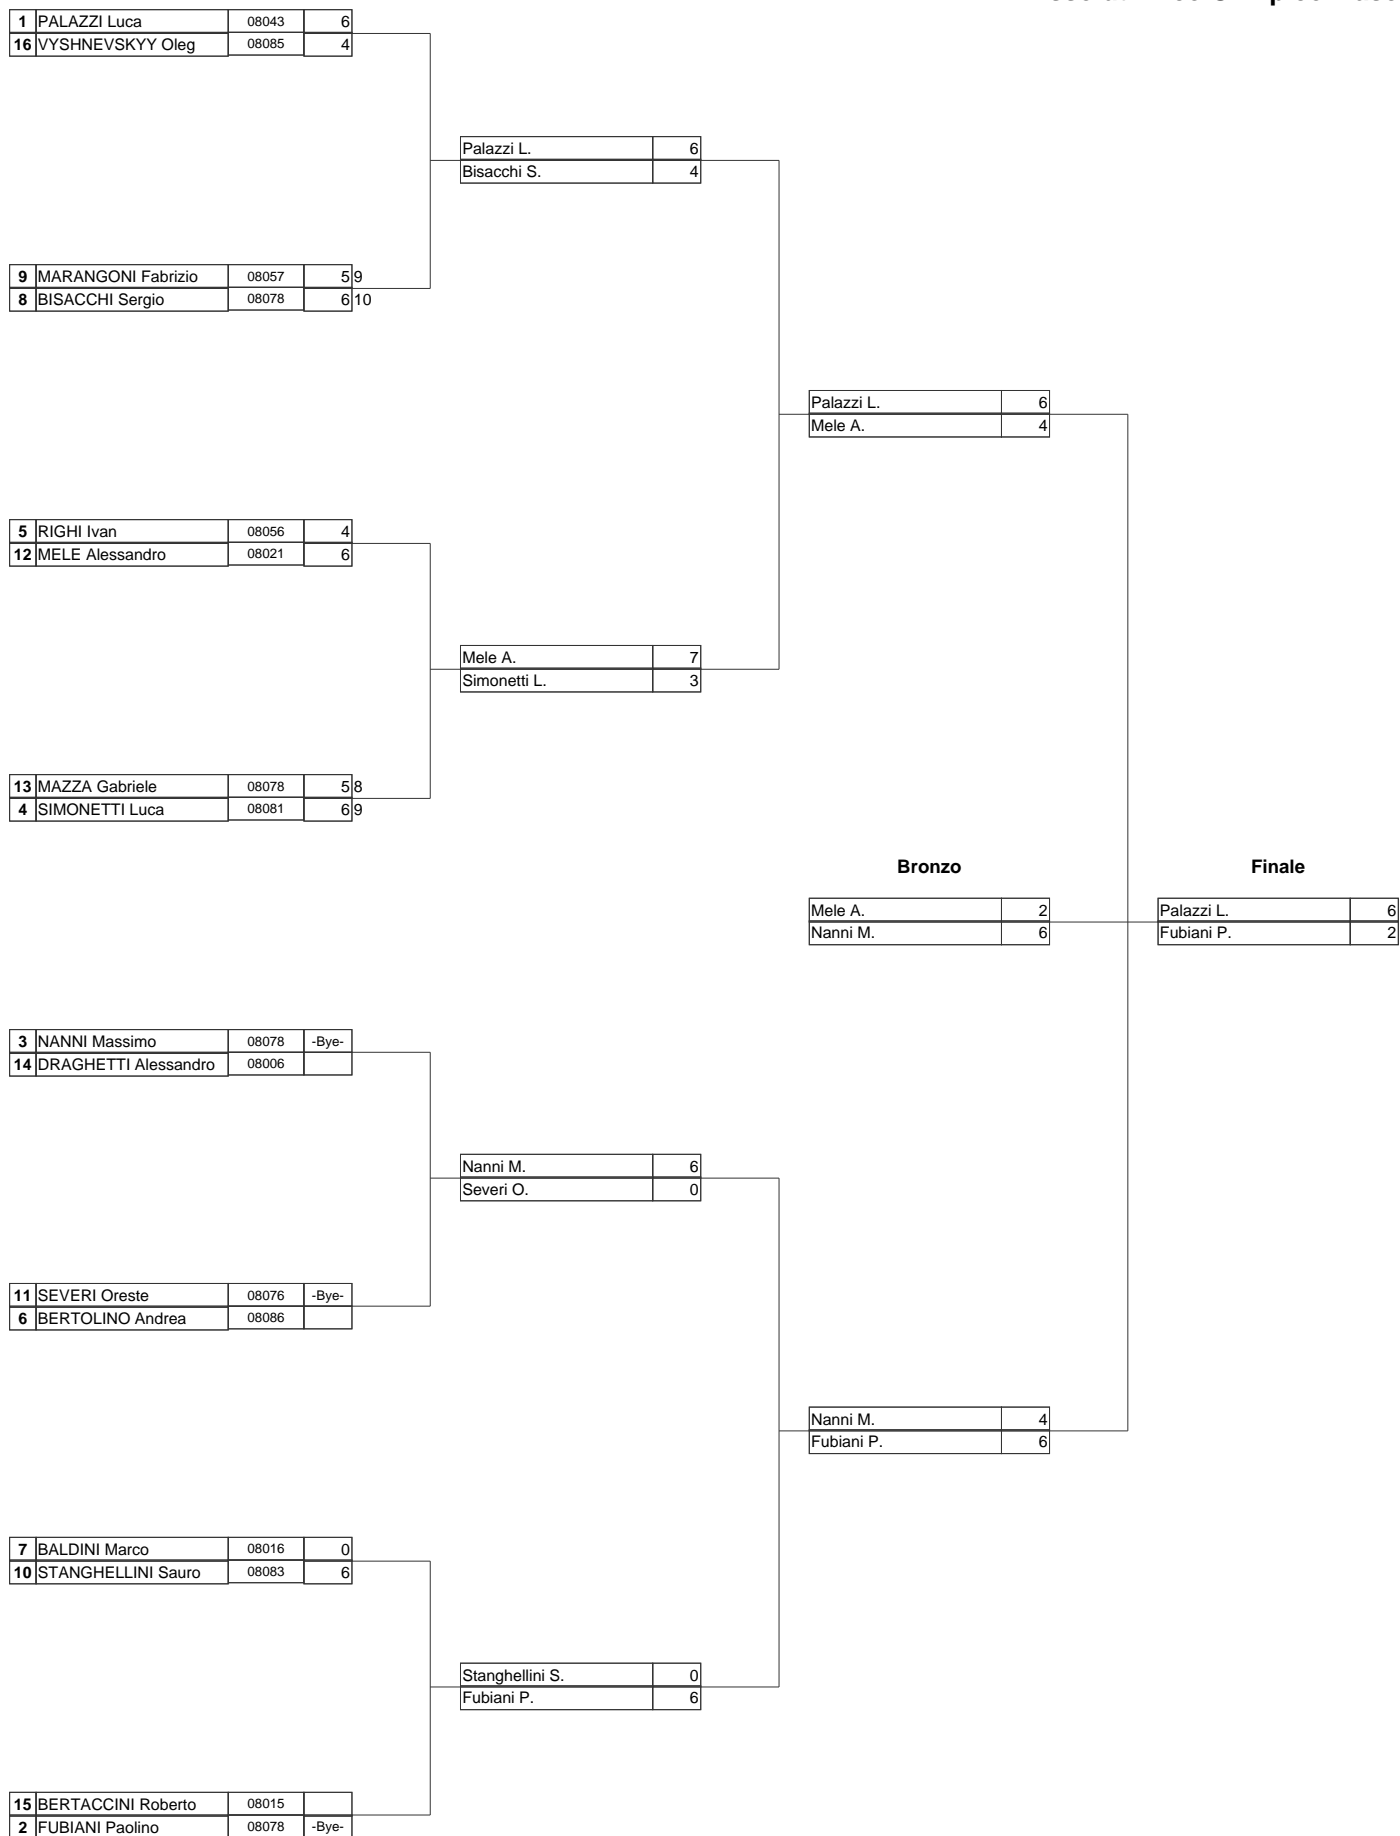 1 PALAZZI Luca 08043 6
16 VYSHNEVSKYY Oleg 08085 4
Palazzi L. 6
Bisacchi S. 4
9 MARANGONI Fabrizio 08057 5 9
8 BISACCHI Sergio 08078 6 10
Palazzi L. 6
Mele A. 4
5 RIGHI Ivan 08056 4
12 MELE Alessandro 08021 6
Mele A. 7
Simonetti L. 3
13 MAZZA Gabriele 08078 5 8
4 SIMONETTI Luca 08081 6 9
Bronzo Finale
Mele A. 2 Palazzi L. 6
Nanni M. 6 Fubiani P. 2
3 NANNI Massimo 08078 -Bye-
14 DRAGHETTI Alessandro 08006
Nanni M. 6
Severi O. 0
11 SEVERI Oreste 08076 -Bye-
6 BERTOLINO Andrea 08086
Nanni M. 4
Fubiani P. 6
7 BALDINI Marco 08016 0
10 STANGHELLINI Sauro 08083 6
Stanghellini S. 0
Fubiani P. 6
15 BERTACCINI Roberto 08015
2 FUBIANI Paolino 08078 -Bye-